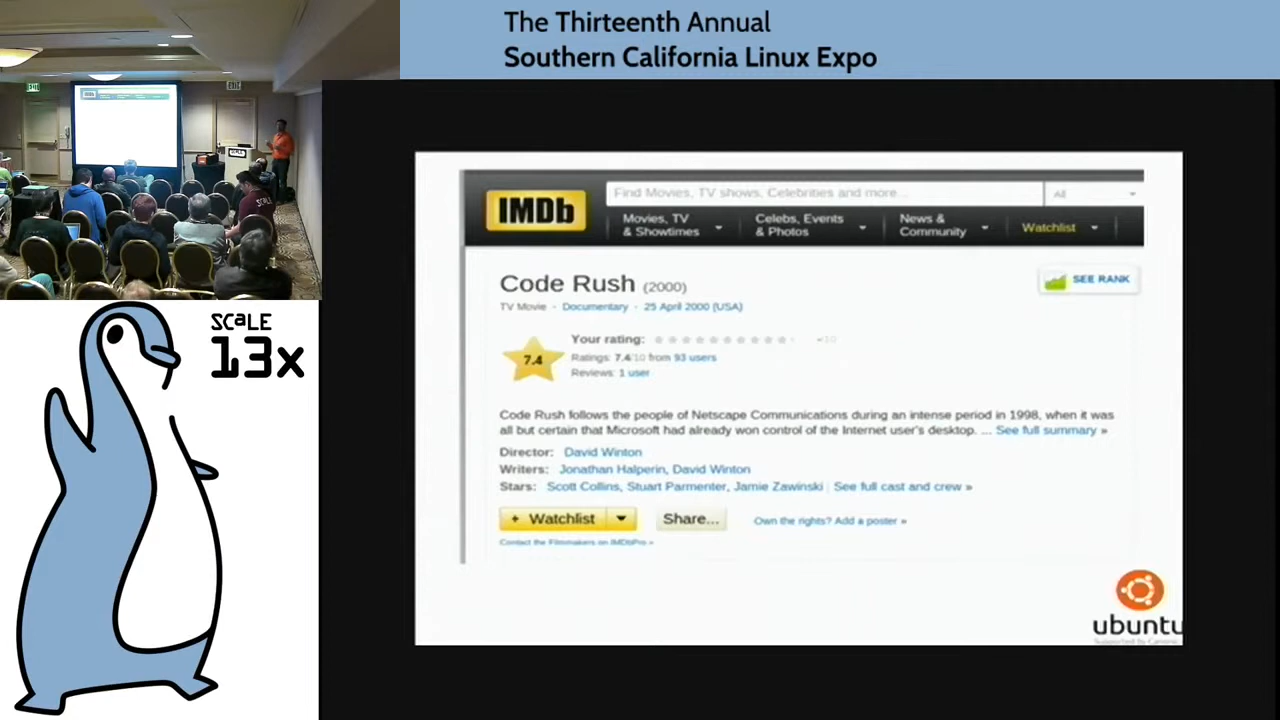 The Thirteenth Annual
Southern California Linux Expo
SCaLE
13x
IMDb
Find Movies, TV shows, Celebrities and more...
All
Movies, TV
& Showtimes
Celebs, Events
& Photos
News &
Community
Watchlist
Code Rush (2000)
SEE RANK
TV Movie - Documentary - 25 April 2000 (USA)
7.4
Your rating: -/10
Ratings: 7.4/10 from 93 users
Reviews: 1 user
Code Rush follows the people of Netscape Communications during an intense period in 1998, when it was
all but certain that Microsoft had already won control of the Internet user's desktop. ... See full summary »
Director: David Winton
Writers: Jonathan Halperin, David Winton
Stars: Scott Collins, Stuart Parmenter, Jamie Zawinski | See full cast and crew »
+ Watchlist
Share...
Own the rights? Add a poster »
Contact the Filmmakers on IMDbPro »
ubuntu
Supported by